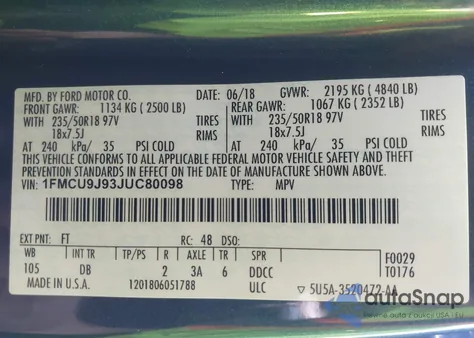 MFD. BY FORD MOTOR CO. DATE: 06/18 GVWR: 2195 KG ( 4840 LB)
FRONT GAWR: 1134 KG ( 2500 LB) REAR GAWR: 1067 KG ( 2352 LB)
WITH 235/50R18 97V TIRES WITH 235/50R18 97V TIRES
18x7.5J RIMS 18x7.5J RIMS
AT 240 kPa/ 35 PSI COLD AT 240 kPa/ 35 PSI COLD
THIS VEHICLE CONFORMS TO ALL APPLICABLE FEDERAL MOTOR VEHICLE SAFETY AND THEFT
PREVENTION STANDARDS IN EFFECT ON THE DATE OF MANUFACTURE SHOWN ABOVE.
VIN: 1FMCU9J93JUC80098 TYPE: MPV
EXT PNT: FT RC: 48 DSO: F0029
WB INT TR TP/PS R AXLE TR SPR T0176
105 DB 2 3A 6 DDCC
MADE IN U.S.A. 1201806051788 ULC ▽ 5U5A-3520472-AA
autoSnap